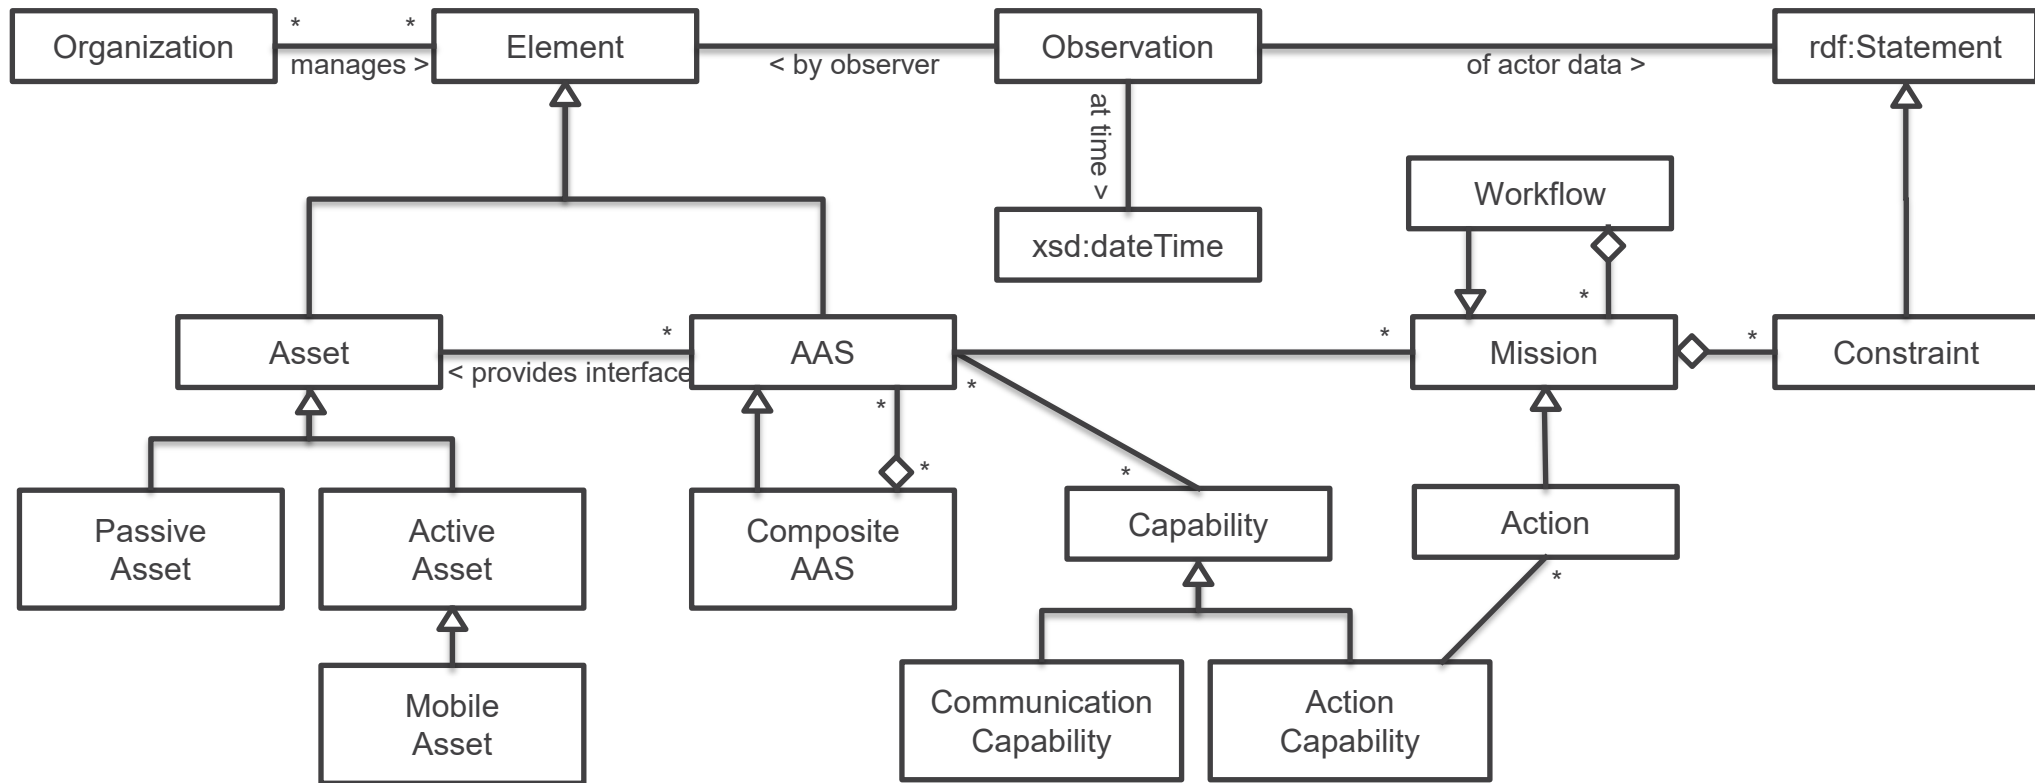 Organization
*
*
manages >
Element
< by observer
Observation
of actor data >
rdf:Statement
at time >
xsd:dateTime
Workflow
*
Asset
*
< provides interface
AAS
*
Mission
*
Constraint
*
*
*
*
Passive
Asset
Active
Asset
Composite
AAS
Capability
Action
*
Mobile
Asset
Communication
Capability
Action
Capability